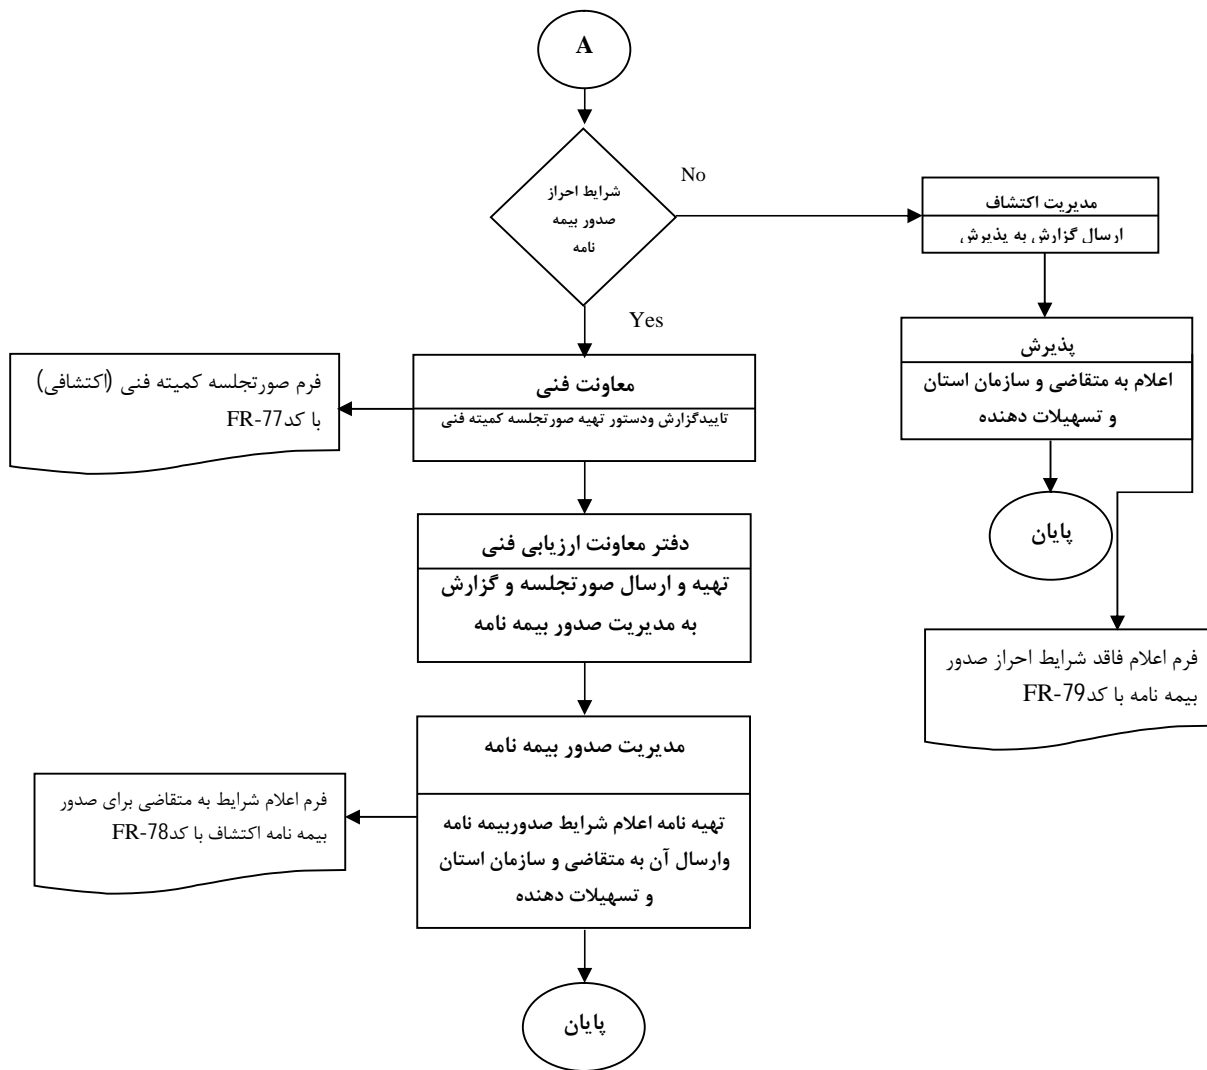 A
شرایط احراز
صدور بیمه
نامه
No
مدیریت اکتشاف
ارسال گزارش به پذیرش
Yes
پذیرش
اعلام به متقاضی و سازمان استان
و تسهیلات دهنده
معاونت فنی
تاییدگزارش ودستور تهیه صورتجلسه کمیته فنی
فرم صورتجلسه کمیته فنی (اکتشافی)
با کدFR-77
پایان
دفتر معاونت ارزیابی فنی
تهیه و ارسال صورتجلسه و گزارش
به مدیریت صدور بیمه نامه
فرم اعلام فاقد شرایط احراز صدور
بیمه نامه با کدFR-79
مدیریت صدور بیمه نامه
تهیه نامه اعلام شرایط صدوربیمه نامه
وارسال آن به متقاضی و سازمان استان
و تسهیلات دهنده
فرم اعلام شرایط به متقاضی برای صدور
بیمه نامه اکتشاف با کدFR-78
پایان